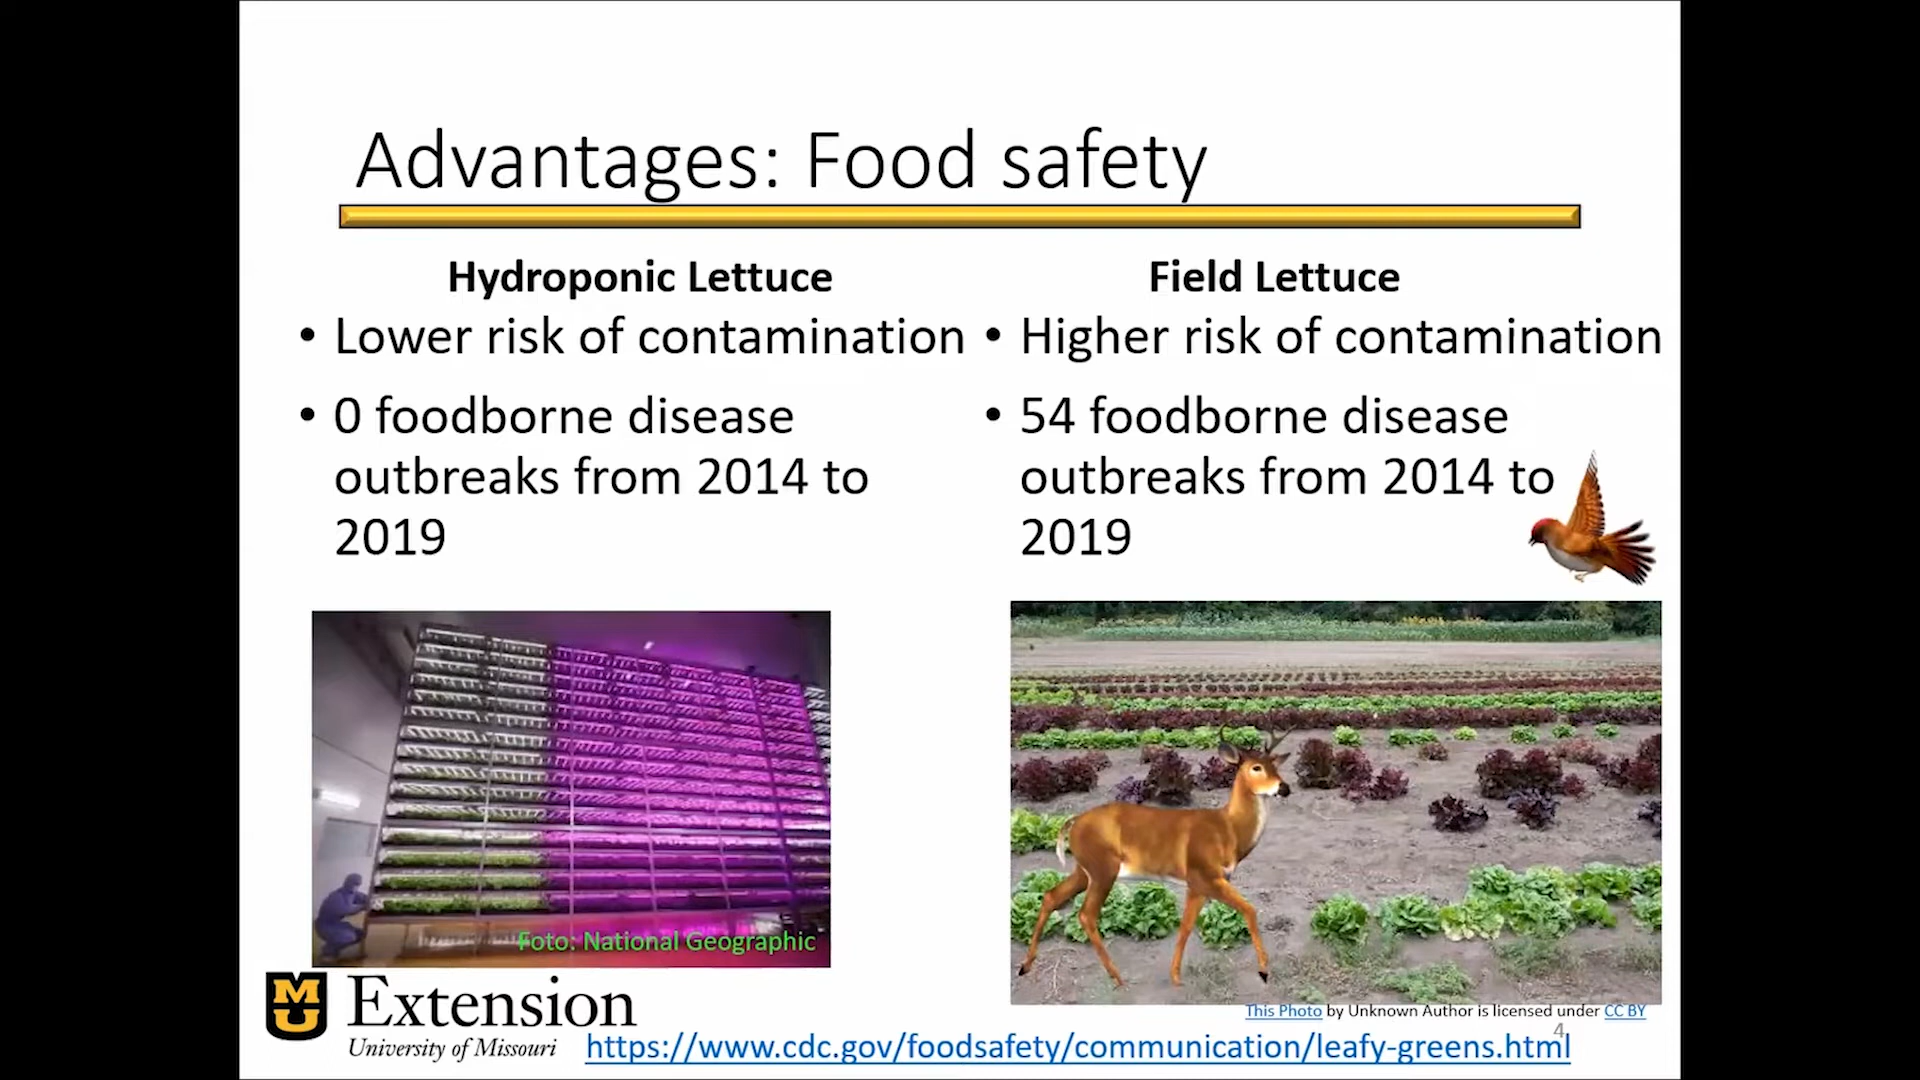 Advantages: Food safety
Hydroponic Lettuce
• Lower risk of contamination
• 0 foodborne disease
outbreaks from 2014 to
2019
Field Lettuce
• Higher risk of contamination
• 54 foodborne disease
outbreaks from 2014 to
2019
Foto: National Geographic
This Photo by Unknown Author is licensed under CC BY
MU
Extension
University of Missouri
https://www.cdc.gov/foodsafety/communication/leafy-greens.html
4